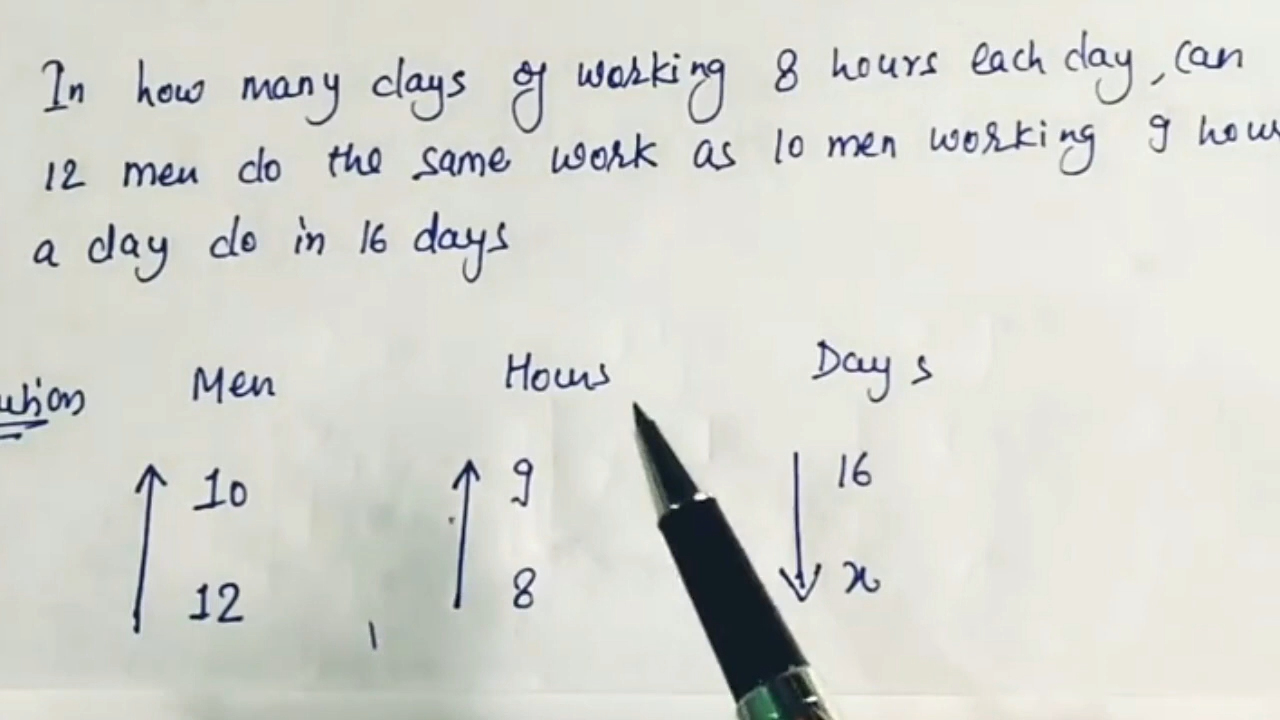 In how many days of working 8 hours each day, can
12 men do the same work as 10 men working 9 hour
a day do in 16 days
Men Hours Days
10 9 16
12 8 x